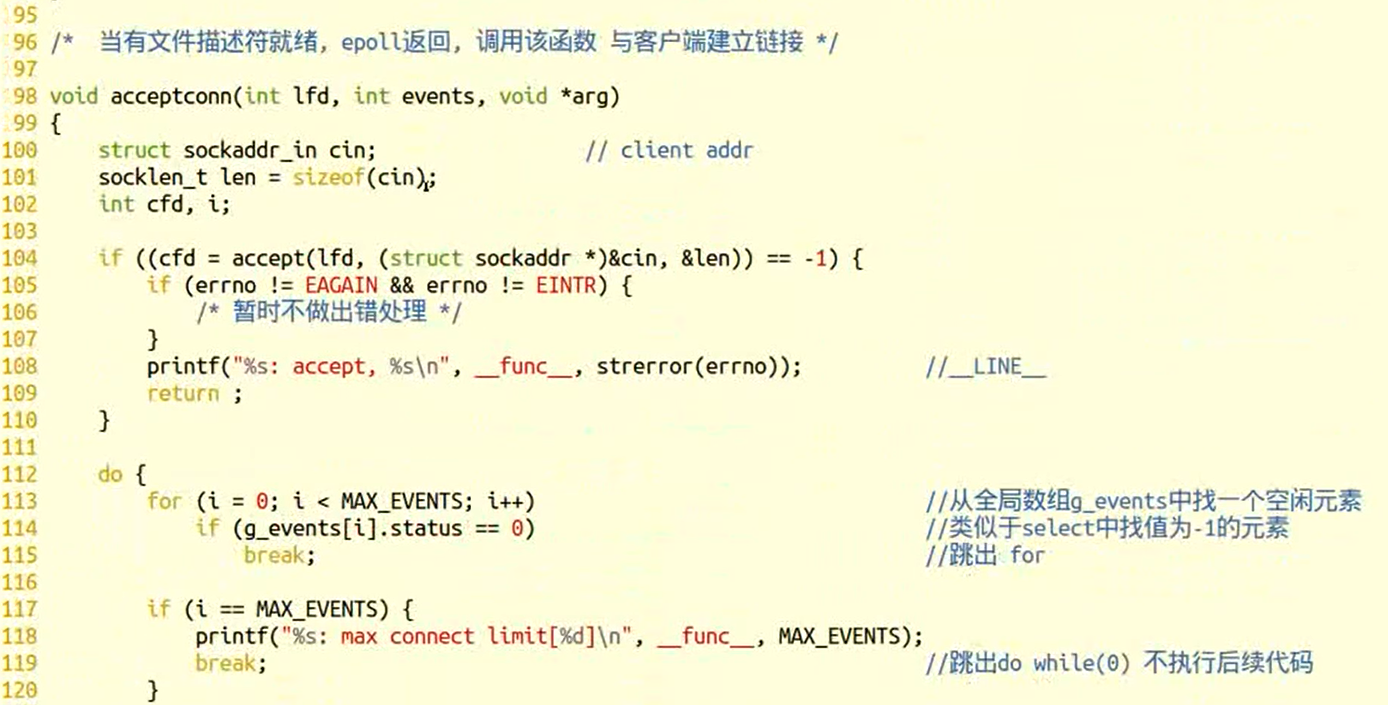 95
96 /*  当有文件描述符就绪, epoll返回, 调用该函数 与客户端建立链接 */
97
98 void acceptconn(int lfd, int events, void *arg)
99 {
100     struct sockaddr_in cin;                 // client addr
101     socklen_t len = sizeof(cin);
102     int cfd, i;
103
104     if ((cfd = accept(lfd, (struct sockaddr *)&cin, &len)) == -1) {
105         if (errno != EAGAIN && errno != EINTR) {
106             /* 暂时不做出错处理 */
107         }
108         printf("%s: accept, %s\n", __func__, strerror(errno));          //__LINE__
109         return ;
110     }
111
112     do {
113         for (i = 0; i < MAX_EVENTS; i++)                                //从全局数组g_events中找一个空闲元素
114             if (g_events[i].status == 0)                                //类似于select中找值为-1的元素
115                 break;                                                  //跳出 for
116
117         if (i == MAX_EVENTS) {
118             printf("%s: max connect limit[%d]\n", __func__, MAX_EVENTS);
119             break;                                                      //跳出do while(0) 不执行后续代码
120         }